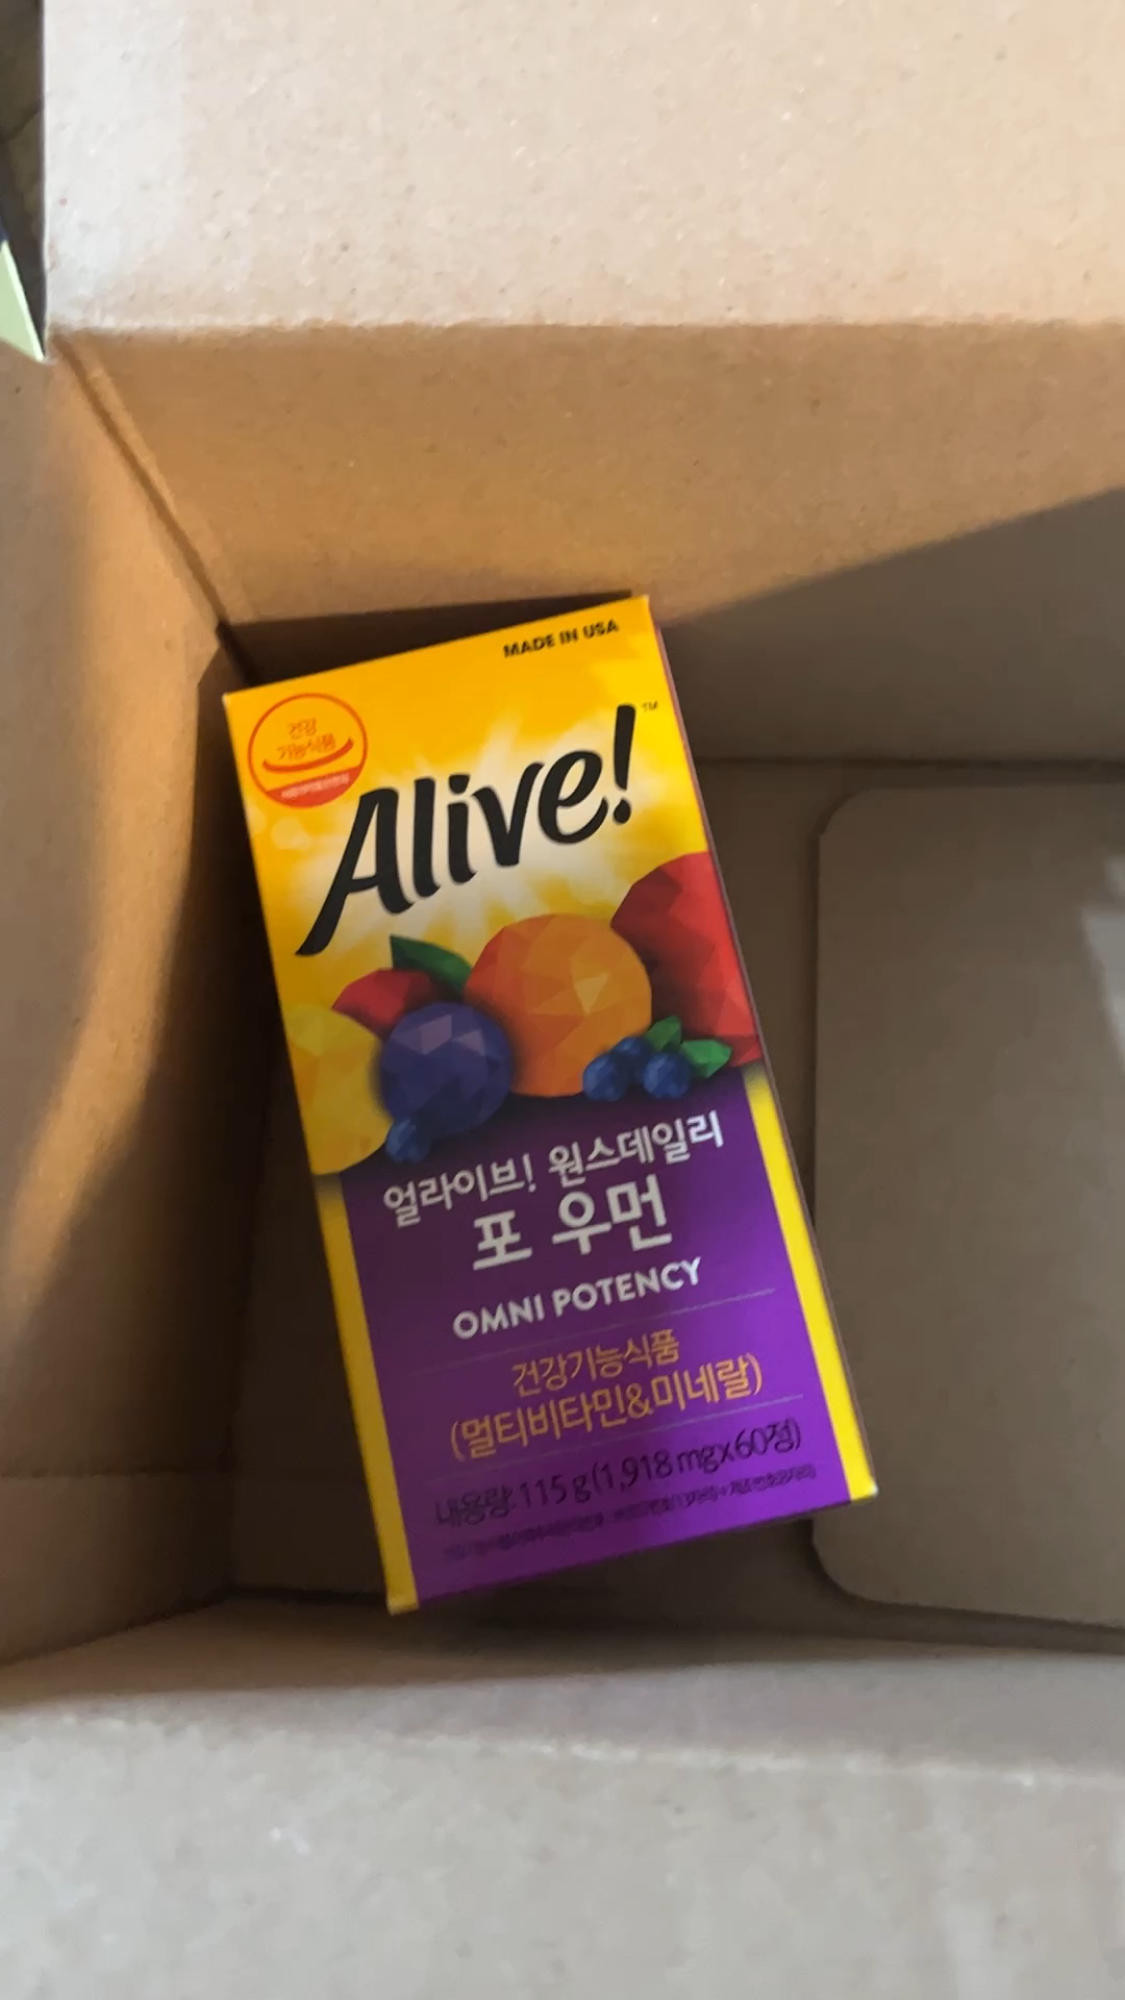 MADE IN USA
건강
기능식품
Alive!™
얼라이브! 원스데일리
포 우먼
OMNI POTENCY
건강기능식품
(멀티비타민&미네랄)
내용량: 115 g (1,918 mg x 60정)